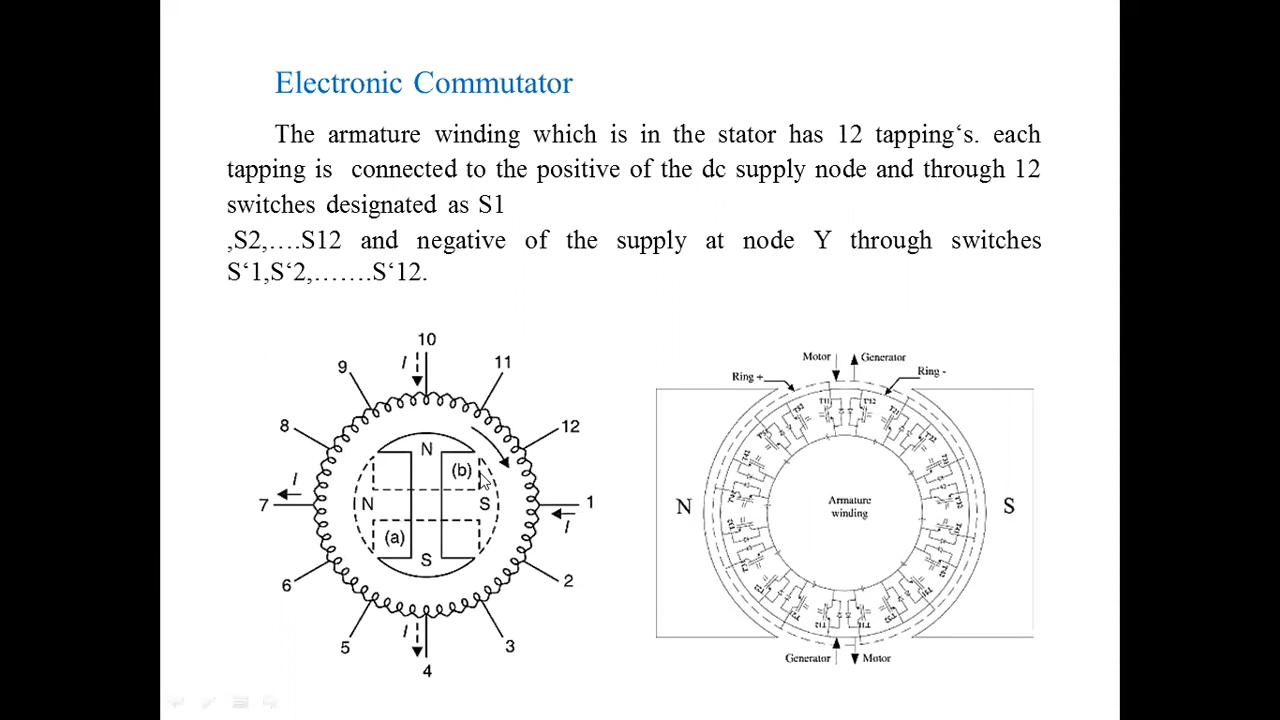 Electronic Commutator
The armature winding which is in the stator has 12 tapping‘s. each
tapping is connected to the positive of the dc supply node and through 12
switches designated as S1
,S2,….S12 and negative of the supply at node Y through switches
S‘1,S‘2,…….S‘12.
10
I
9
11
8
12
N
(b)
I
7
N
S
1
I
(a)
S
6
2
5
I
3
4
Motor
Generator
Ring +
Ring -
N
Armature
winding
S
Generator
Motor